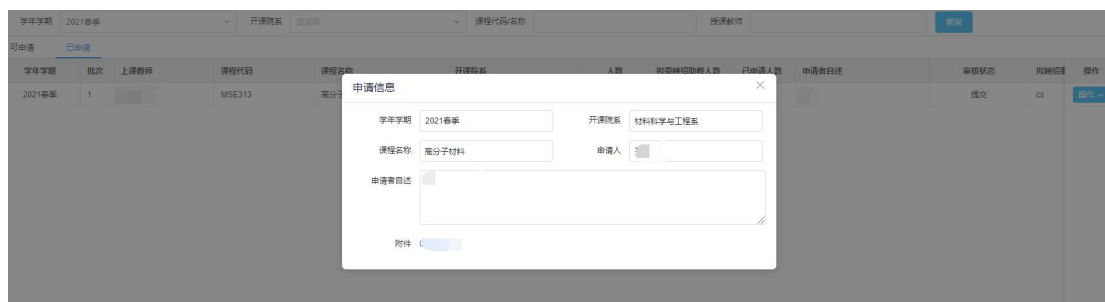 学年学期 2021春季 开课院系 请选择 课程代码/名称 授课教师 查询
可申请 已申请
学年学期 批次 上课教师 课程代码 课程名称 开课院系 人数 拟聘助教人数 已申请人数 申请者自述 审核状态 操作
2021春季 1 MSE313 高分子 提交 cs 操作
申请信息
学年学期 2021春季 开课院系 材料科学与工程系
课程名称 高分子材料 申请人
申请者自述
附件